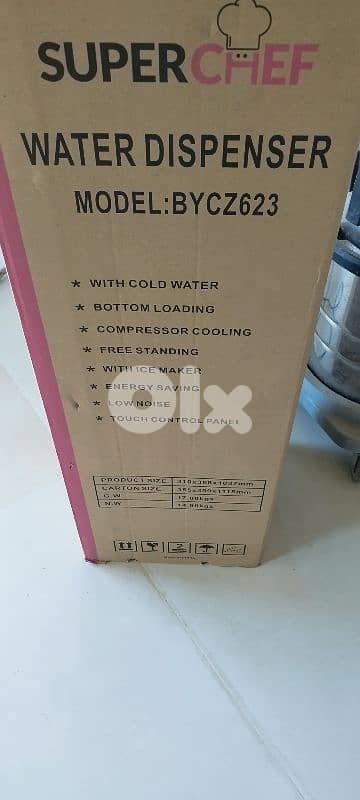 SUPERCHEF
WATER DISPENSER
MODEL:BYCZ623
★ WITH COLD WATER
★ BOTTOM LOADING
★ COMPRESSOR COOLING
★ FREE STANDING
★ WITH ICE MAKER
★ ENERGY SAVING
★ LOW NOISE
★ TOUCH CONTROL PANEL
olx
PRODUCT SIZE
CARTON SIZE
G.W
N.W